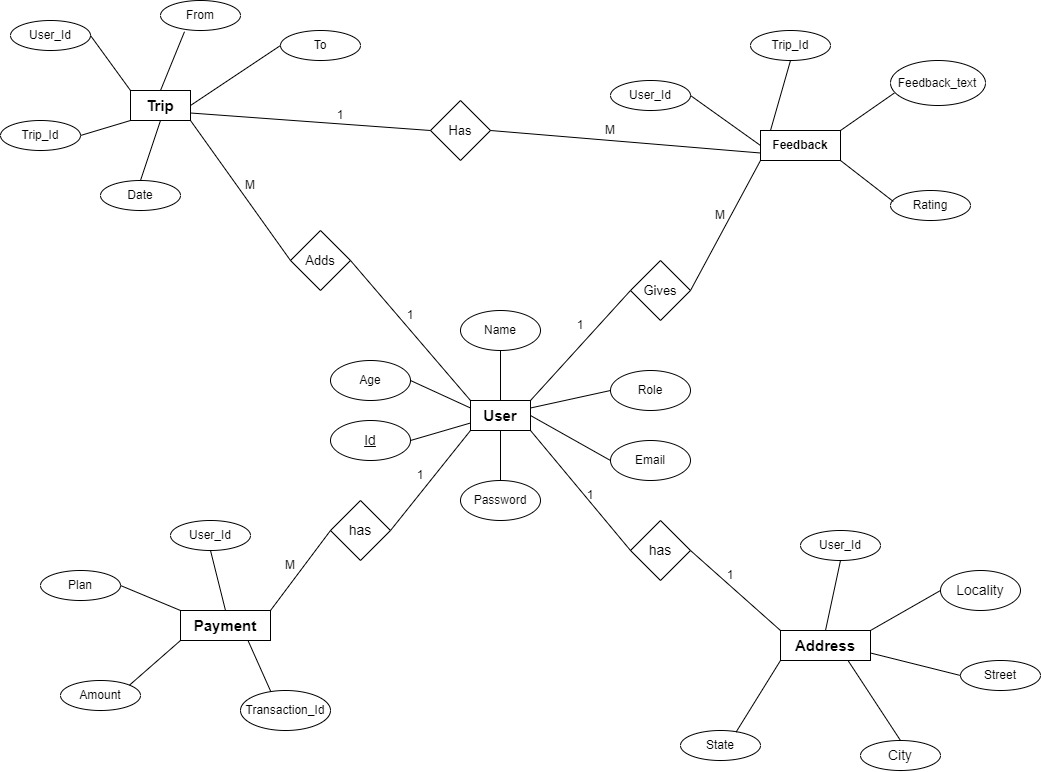 From
User_Id
To
Trip_Id
Feedback_text
User_Id
Trip
1
Has
M
Trip_Id
Feedback
Date
M
Rating
M
Adds
Gives
1
1
Name
Age
Role
User
Id
Email
1
Password
1
has
has
User_Id
User_Id
M
1
Plan
Locality
Payment
Address
Street
Amount
Transaction_Id
State
City